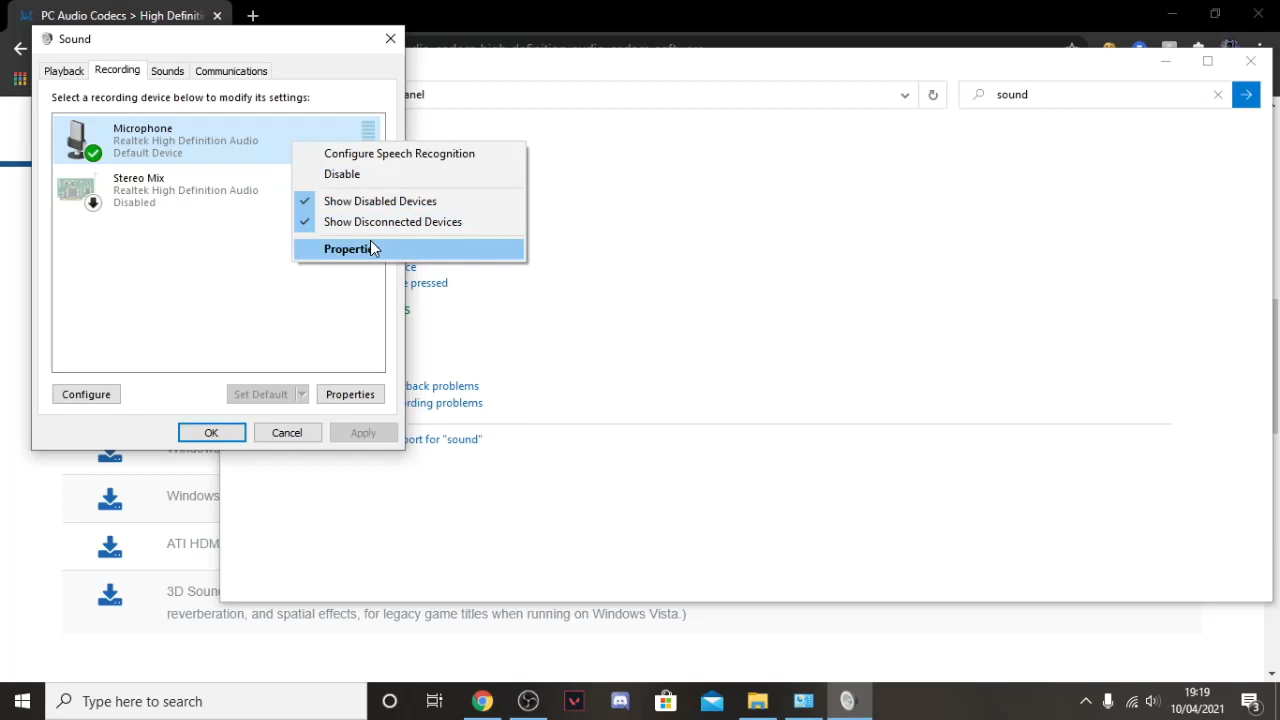 PC Audio Codecs > High Definiti
Sound
Playback
Recording
Sounds
Communications
Select a recording device below to modify its settings:
anel
sound
Microphone
Realtek High Definition Audio
Default Device
Stereo Mix
Realtek High Definition Audio
Disabled
Configure Speech Recognition
Disable
Show Disabled Devices
Show Disconnected Devices
Properti
ce
e pressed
s
back problems
rding problems
port for "sound"
Configure
Set Default
Properties
OK
Cancel
Apply
Windows
Windows
ATI HDM
3D Soun
reverberation, and spatial effects, for legacy game titles when running on Windows Vista.)
Type here to search
19:19
10/04/2021
3